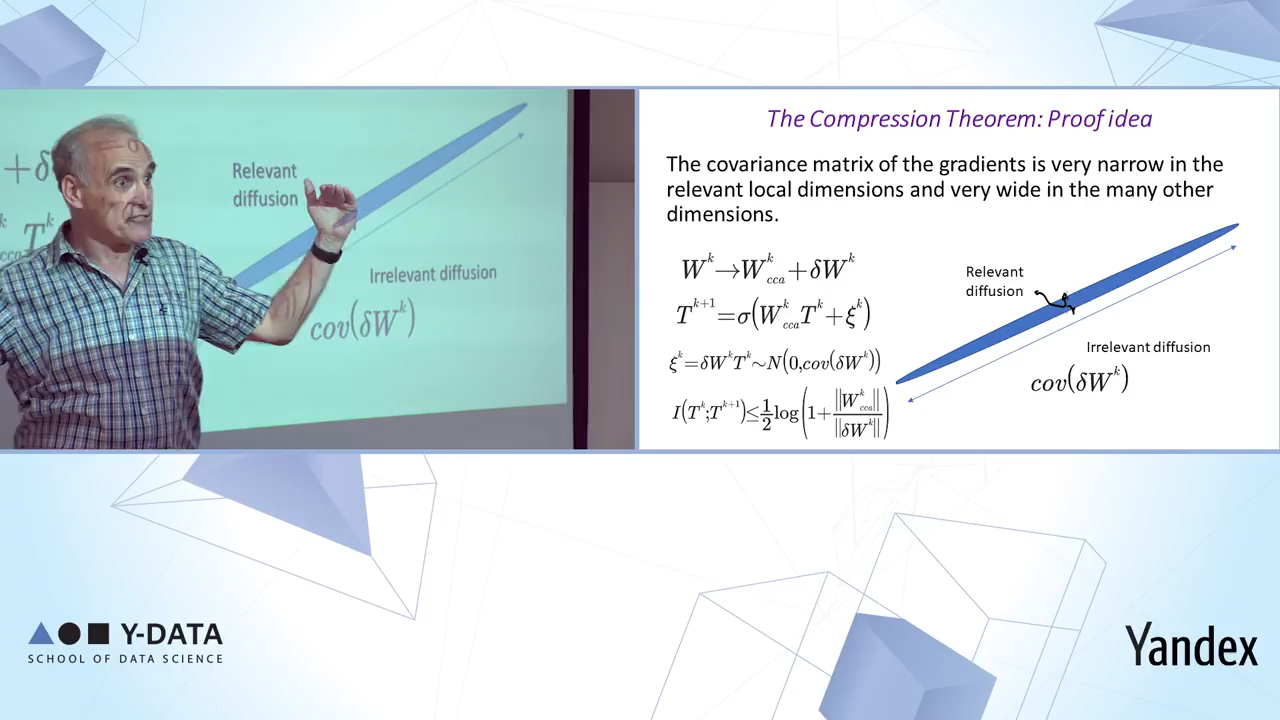 + δ
Relevant
diffusion
k
cca T^k
Irrelevant diffusion
cov(δW^k)
The Compression Theorem: Proof idea
The covariance matrix of the gradients is very narrow in the
relevant local dimensions and very wide in the many other
dimensions.
W^k→W^k_cca+δW^k
T^{k+1}=σ(W^k_cca T^k+ξ^k)
ξ^k=δW^k T^k∼N(0,cov(δW^k))
I(T^k;T^{k+1})≤1/2 log(1+||W^k_cca||/||δW^k||)
Relevant
diffusion
Irrelevant diffusion
cov(δW^k)
Y-DATA
SCHOOL OF DATA SCIENCE
Yandex